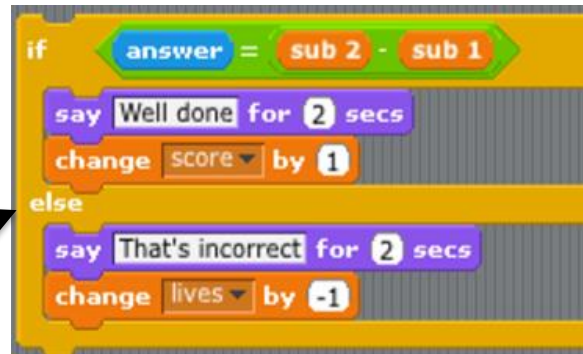 if answer = sub 2 - sub 1
say Well done for 2 secs
change score by 1
else
say That's incorrect for 2 secs
change lives by -1